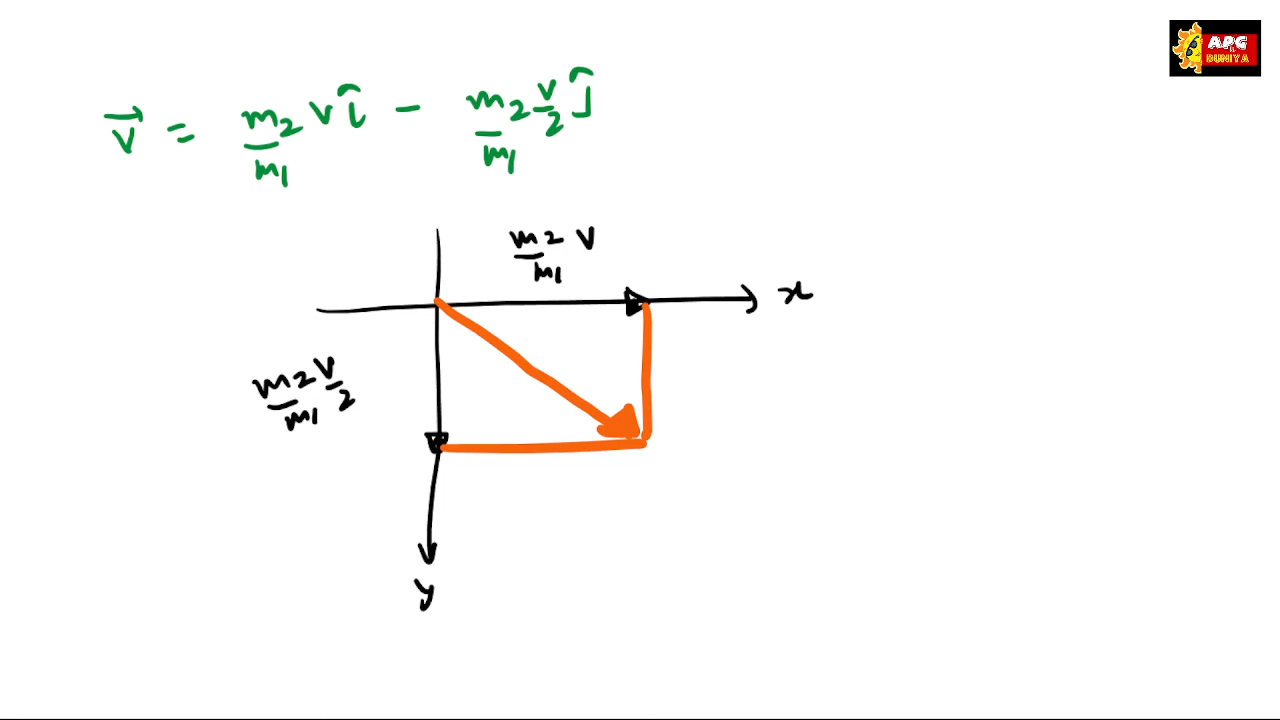 APC
DUNIYA
v⃗ = m₂/m₁ v î − m₂/m₁ v/2 ĵ
m₂/m₁ v
x
m₂/m₁ v/2
y